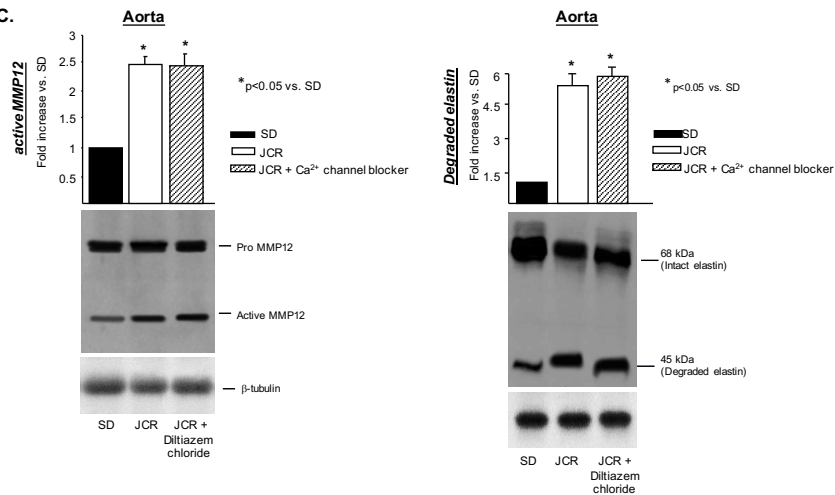 C.
Aorta
active MMP12
Fold increase vs. SD
3
2.5
2
1.5
1
0.5
*
*
*p<0.05 vs. SD
SD
JCR
JCR + Ca²⁺ channel blocker
Pro MMP12
Active MMP12
β-tubulin
SD JCR JCR +
Diltiazem
chloride
Aorta
Degraded elastin
Fold increase vs. SD
6
4.5
3
1.5
*
*
*p<0.05 vs. SD
SD
JCR
JCR + Ca²⁺ channel blocker
68 kDa
(Intact elastin)
45 kDa
(Degraded elastin)
SD JCR JCR +
Diltiazem
chloride